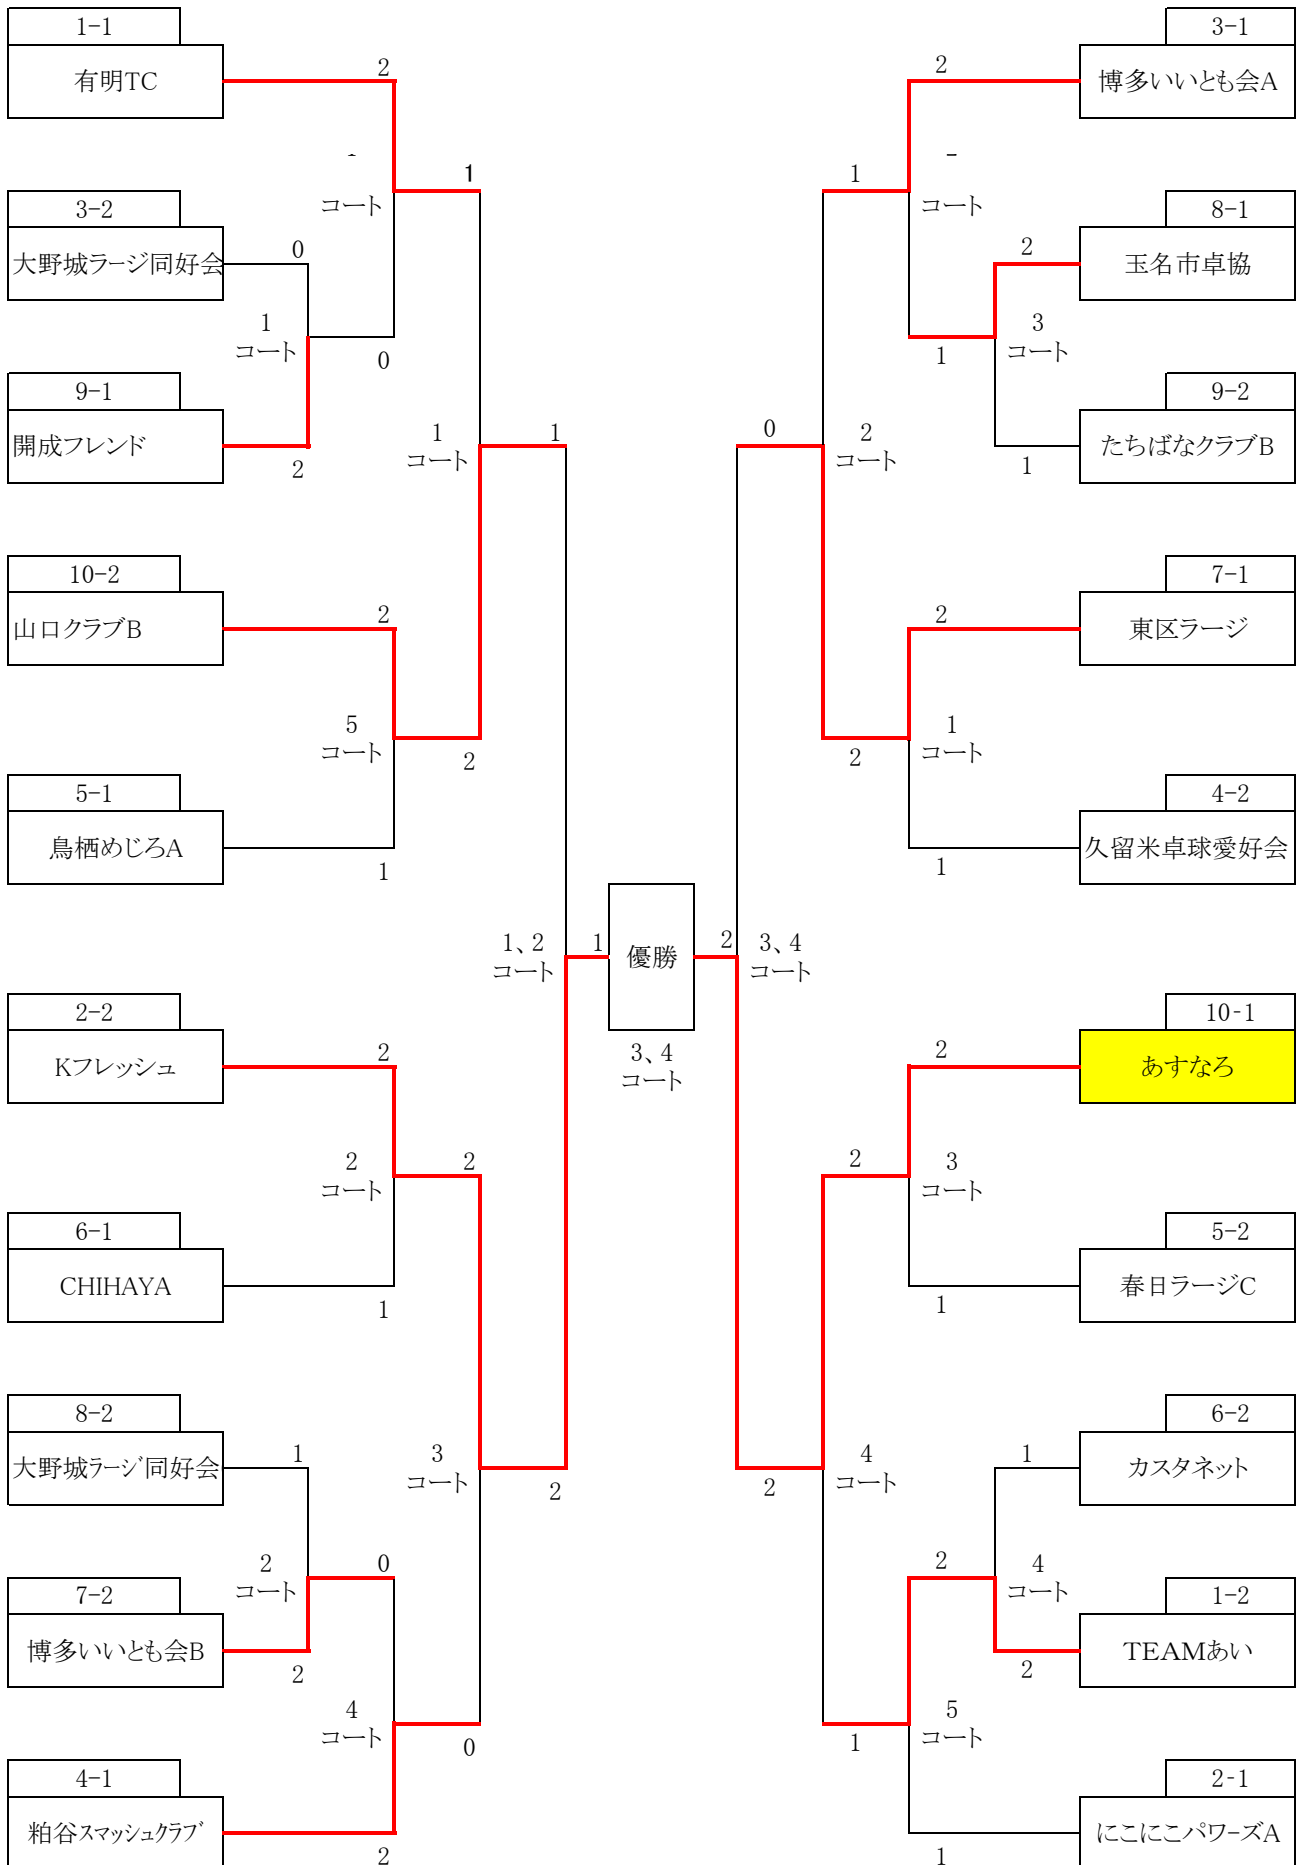 1-1
3-1
有明TC
2
2
博多いいとも会A
1
1
3-2
コート
コート
8-1
大野城ラージ同好会
0
2
玉名市卓協
1
コート
0
1
3
コート
9-1
9-2
開成フレンド
2
1
コート
1
0
2
コート
1
たちばなクラブB
10-2
7-1
山口クラブB
2
2
東区ラージ
5
コート
2
2
1
コート
5-1
4-2
鳥栖めじろA
1
1
久留米卓球愛好会
1、2
コート
1
優勝
2
3、4
コート
2-2
10-1
Kフレッシュ
2
3、4
コート
2
あすなろ
2
コート
2
2
3
コート
6-1
5-2
CHIHAYA
1
1
春日ラージC
8-2
6-2
大野城ラージ同好会
1
3
コート
2
2
4
コート
1
カスタネット
2
コート
0
2
4
コート
7-2
1-2
博多いいとも会B
2
2
TEAMあい
4
コート
0
1
5
コート
4-1
2-1
粕谷スマッシュクラブ
2
1
にこにこパワーズA